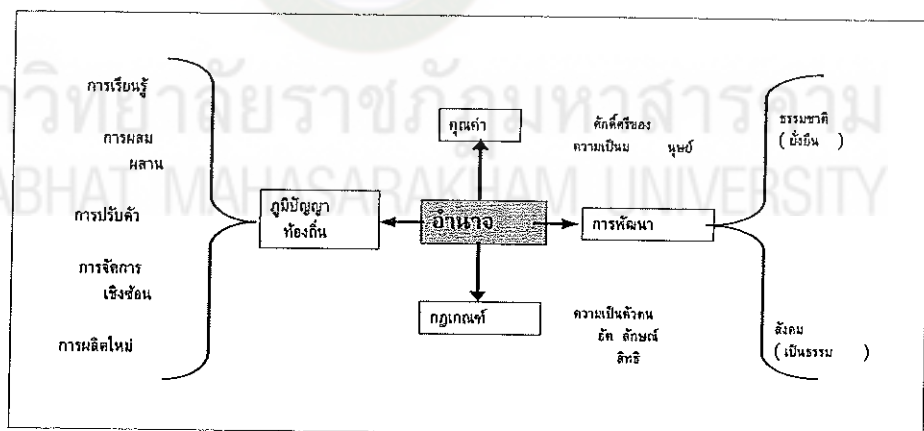 การเรียนรู้
การผสม
ผสาน
การปรับตัว
การจัดการ
เชิงซ้อน
การผลิตใหม่
ภูมิปัญญา
ท้องถิ่น
คุณค่า
อำนาจ
กฎเกณฑ์
ศักดิ์ศรีของ
ความเป็นม นุษย์
การพัฒนา
ความเป็นตัวตน
อัต ลักษณ์
สิทธิ
ธรรมชาติ
( ยั่งยืน )
สังคม
( เป็นธรรม )
วิทยาลัยราชภัฏมหาสารคาม
ABHAT MAHASARAKHAM UNIVERSITY